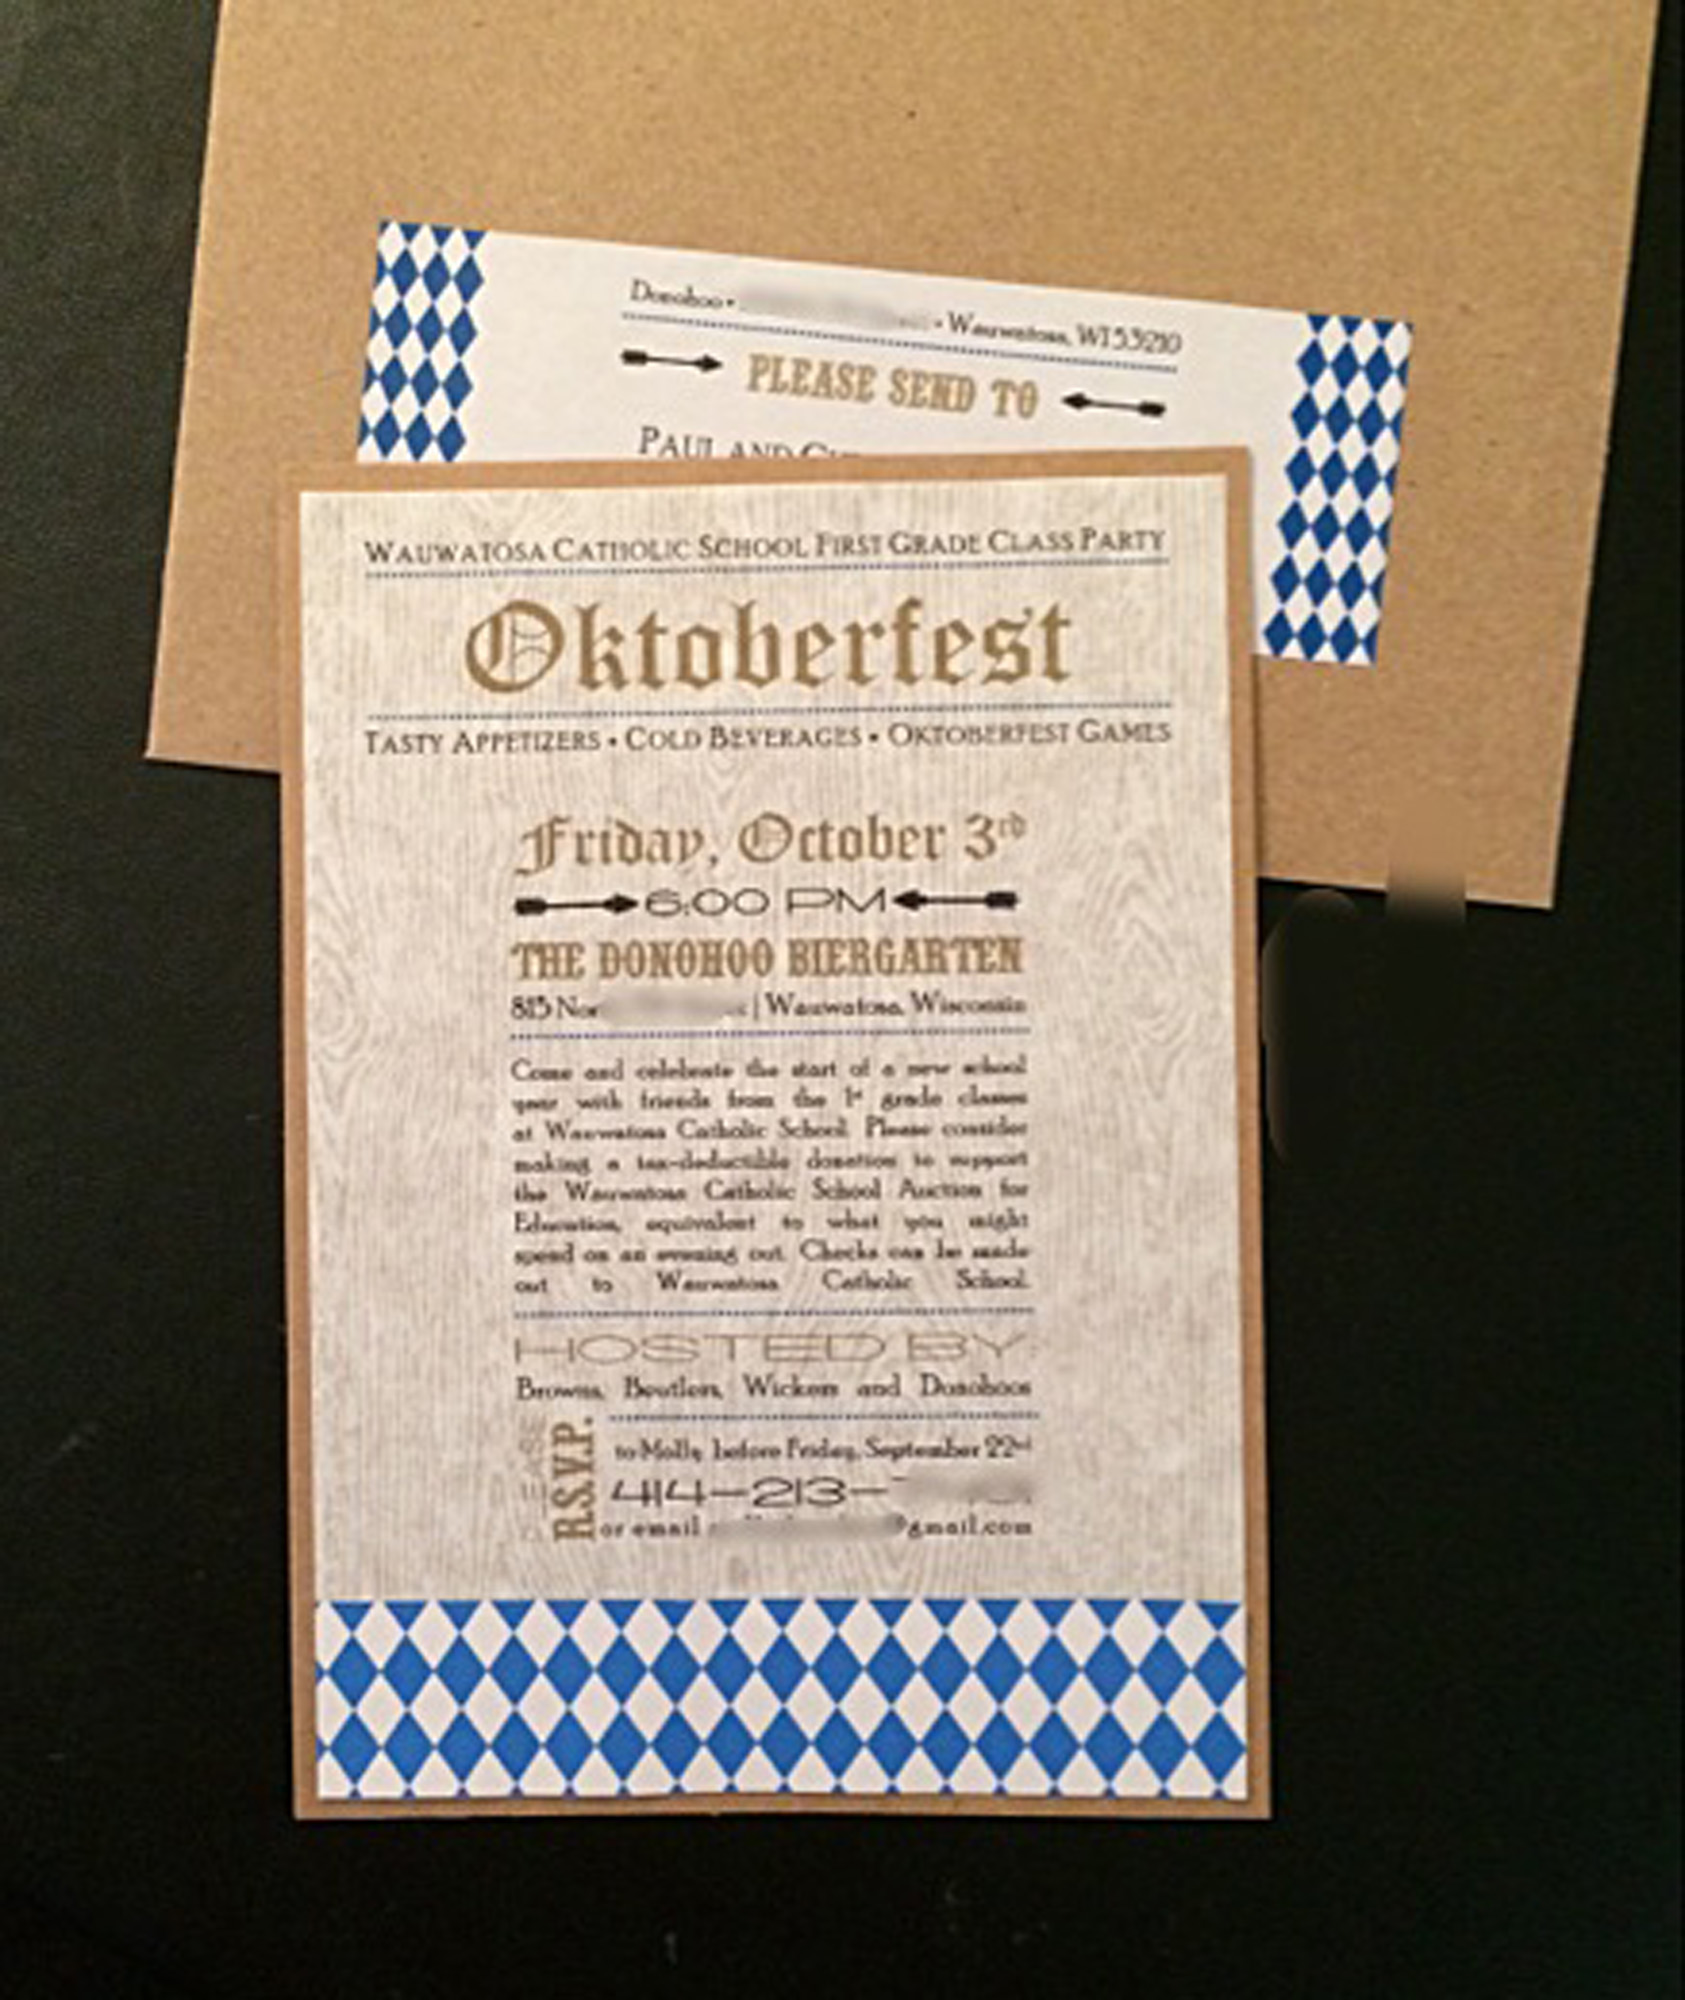 Donohoo • • Wauwatosa, WI 53210
PLEASE SEND TO
PAUL AND
WAUWATOSA CATHOLIC SCHOOL FIRST GRADE CLASS PARTY
Oktoberfest
TASTY APPETIZERS • COLD BEVERAGES • OKTOBERFEST GAMES
Friday, October 3rd
6:00 PM
THE DONOHOO BIERGARTEN
815 | Wauwatosa, Wisconsin
Come and celebrate the start of a new school
year with friends from the 1st grade classes
at Wauwatosa Catholic School. Please consider
making a tax-deductible donation to support
the Wauwatosa Catholic School Auction for
Education, equivalent to what you might
spend on an evening out. Checks can be made
out to Wauwatosa Catholic School.
HOSTED BY
Browns, Beutlers, Wickers and Donohoos
PLEASE
R.S.V.P.
to Molly before Friday, September 22nd
414-213-
or email @gmail.com